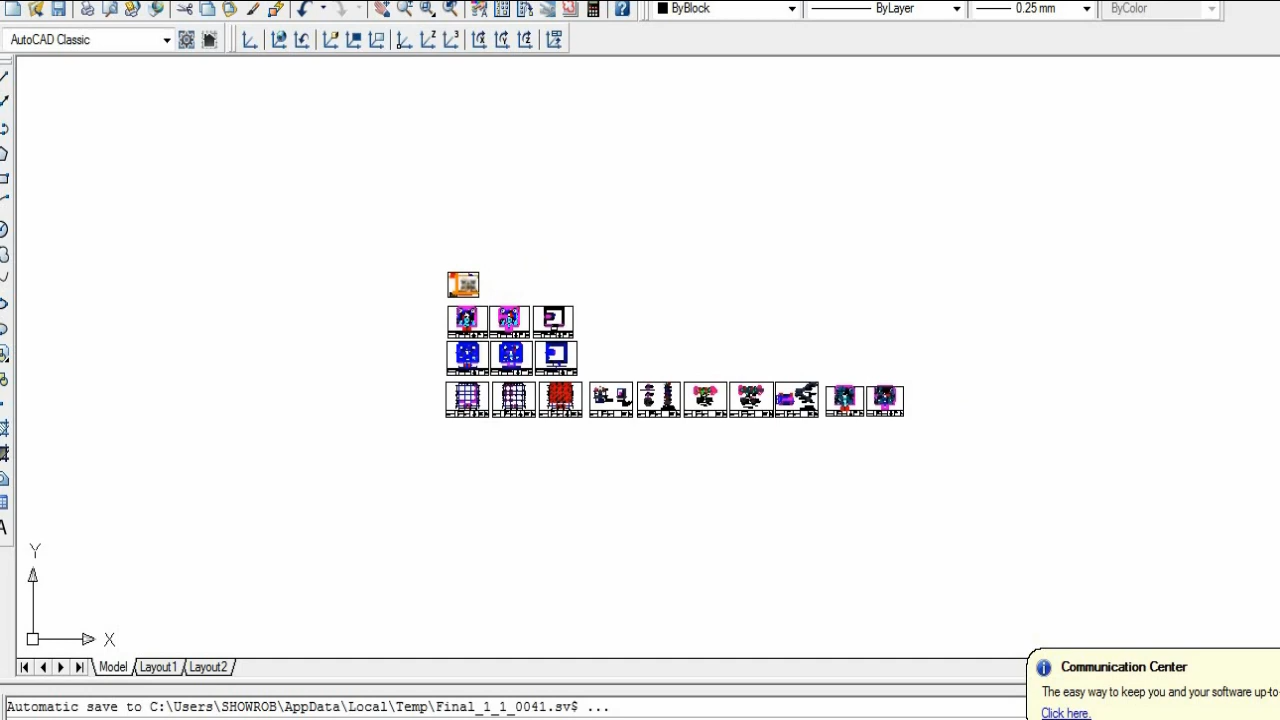 ByBlock
ByLayer
0.25 mm
ByColor
AutoCAD Classic
Y
X
Model
Layout1
Layout2
Communication Center
The easy way to keep you and your software up-to
Click here.
Automatic save to C:\Users\SHOWROB\AppData\Local\Temp\Final_1_1_0041.sv$ ...